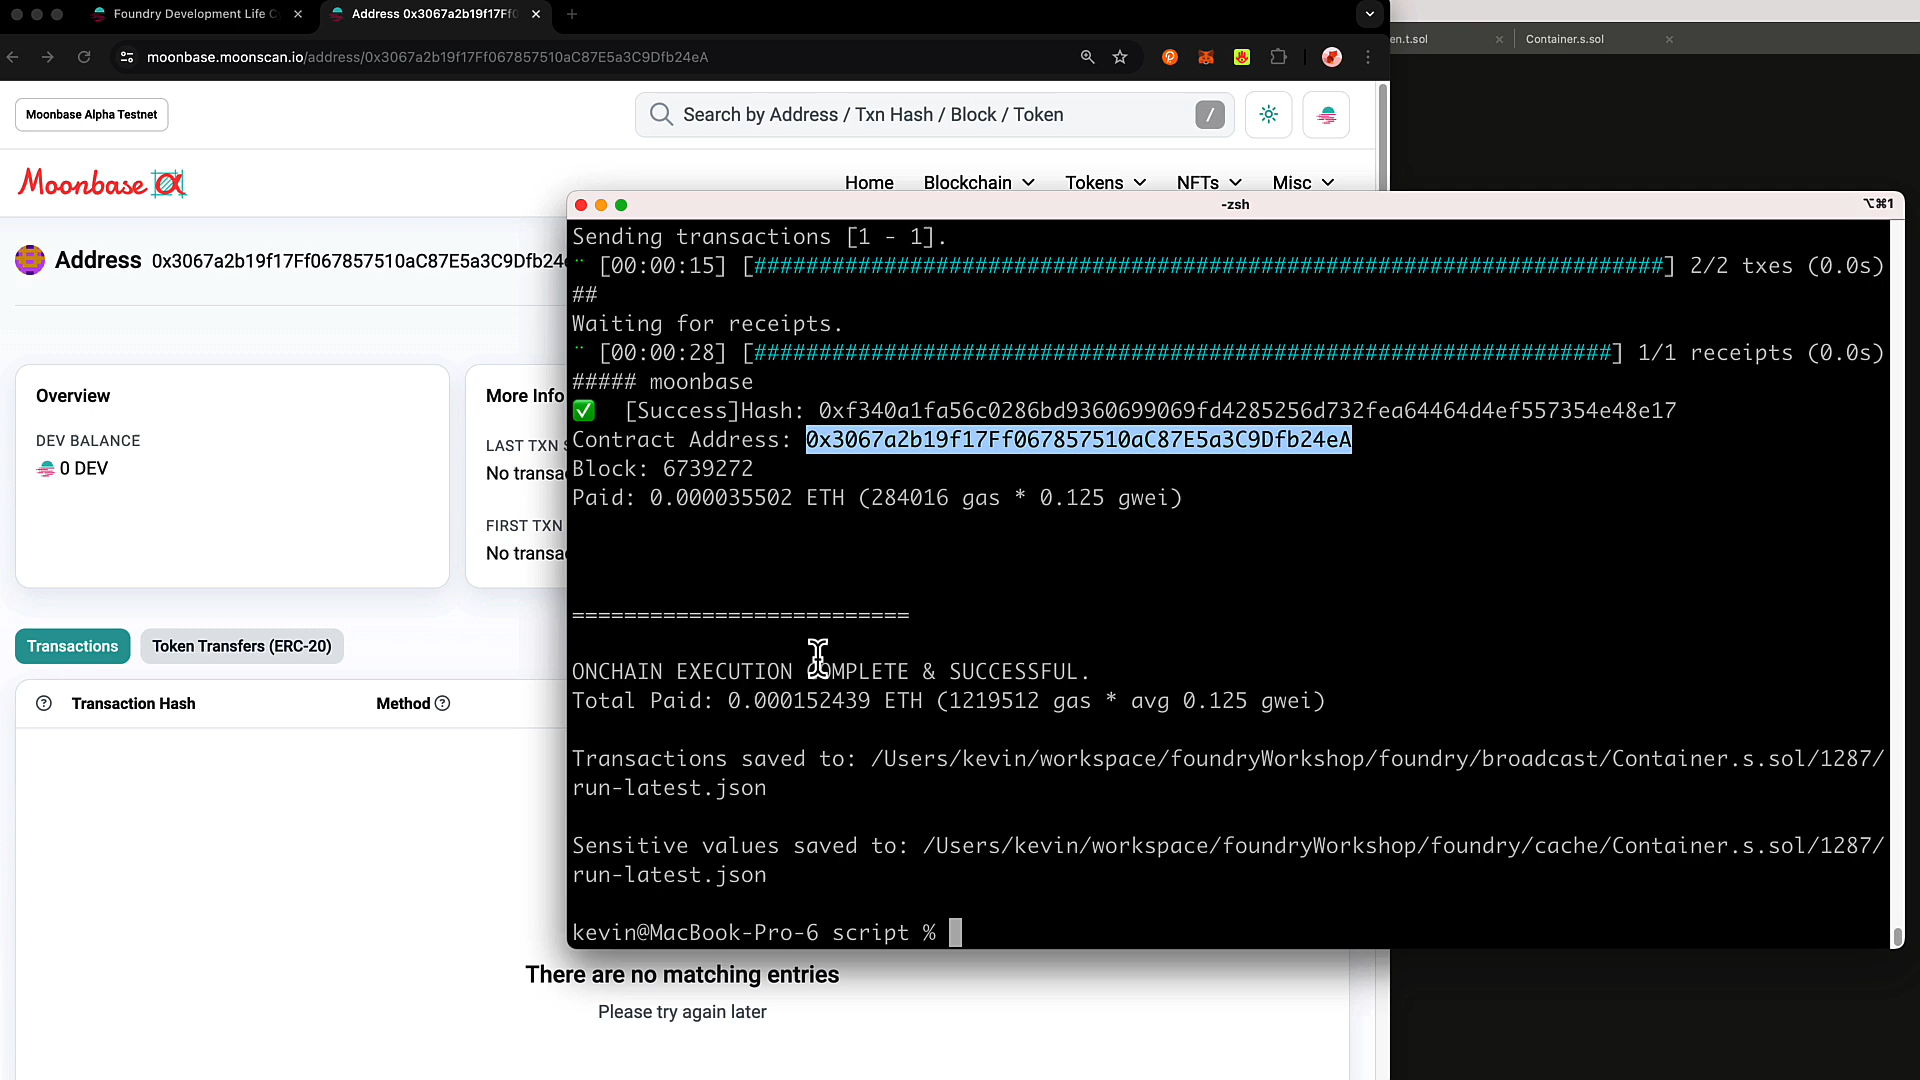 Foundry Development Life C
Address 0x3067a2b19f17Ff0
en.t.sol
Container.s.sol
moonbase.moonscan.io/address/0x3067a2b19f17Ff067857510aC87E5a3C9Dfb24eA
Moonbase Alpha Testnet
Search by Address / Txn Hash / Block / Token
/
Moonbase α
Home
Blockchain
Tokens
NFTs
Misc
Address 0x3067a2b19f17Ff067857510aC87E5a3C9Dfb24e
Overview
DEV BALANCE
0 DEV
More Info
LAST TXN S
No transac
FIRST TXN
No transac
Transactions
Token Transfers (ERC-20)
Transaction Hash
Method
There are no matching entries
Please try again later
-zsh
⌥⌘1
Sending transactions [1 - 1].
[00:00:15] [######################################################################] 2/2 txes (0.0s)
##
Waiting for receipts.
[00:00:28] [##################################################################] 1/1 receipts (0.0s)
##### moonbase
✅ [Success]Hash: 0xf340a1fa56c0286bd9360699069fd4285256d732fea64464d4ef557354e48e17
Contract Address: 0x3067a2b19f17Ff067857510aC87E5a3C9Dfb24eA
Block: 6739272
Paid: 0.000035502 ETH (284016 gas * 0.125 gwei)
==========================
ONCHAIN EXECUTION COMPLETE & SUCCESSFUL.
Total Paid: 0.000152439 ETH (1219512 gas * avg 0.125 gwei)
Transactions saved to: /Users/kevin/workspace/foundryWorkshop/foundry/broadcast/Container.s.sol/1287/
run-latest.json
Sensitive values saved to: /Users/kevin/workspace/foundryWorkshop/foundry/cache/Container.s.sol/1287/
run-latest.json
kevin@MacBook-Pro-6 script %